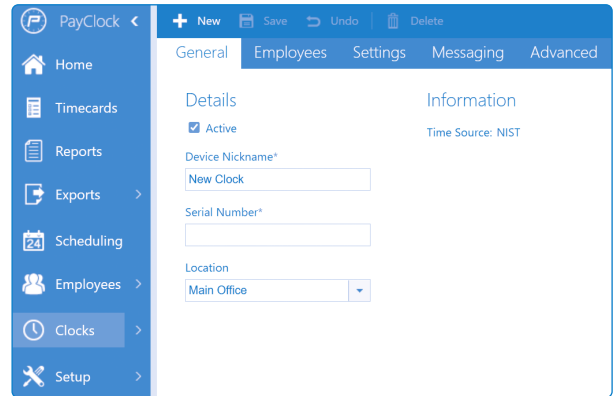 PayClock
Home
Timecards
Reports
Exports
24 Scheduling
Employees
Clocks
Setup
New Save Undo Delete
General Employees Settings Messaging Advanced
Details
Active
Device Nickname*
New Clock
Serial Number*
Location
Main Office
Information
Time Source: NIST